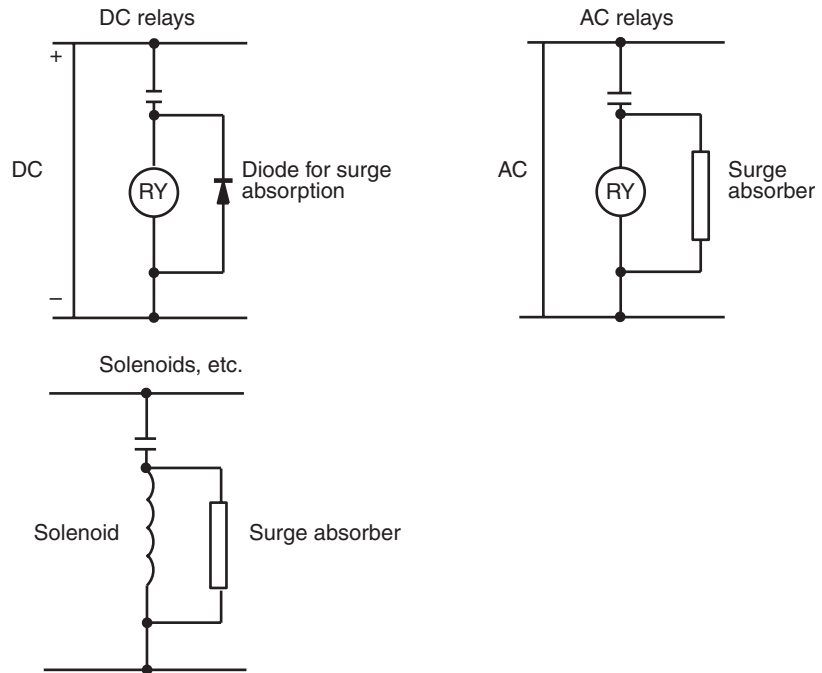 DC relays
+
DC
RY
Diode for surge
absorption
–
AC relays
AC
RY
Surge
absorber
Solenoids, etc.
Solenoid
Surge absorber